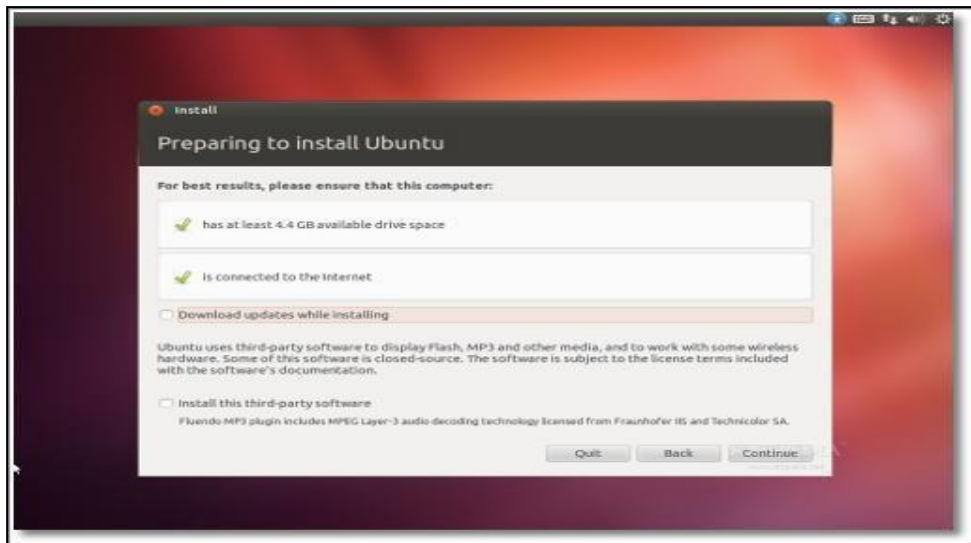 Install
Preparing to install Ubuntu
For best results, please ensure that this computer:
has at least 4.4 GB available drive space
is connected to the Internet
Download updates while installing
Ubuntu uses third-party software to display Flash, MP3 and other media, and to work with some wireless
hardware. Some of this software is closed-source. The software is subject to the license terms included
with the software's documentation.
Install this third-party software
Fluendo MP3 plugin includes MPEG Layer-3 audio decoding technology licensed from Fraunhofer IIS and Technicolor SA.
Quit Back Continue